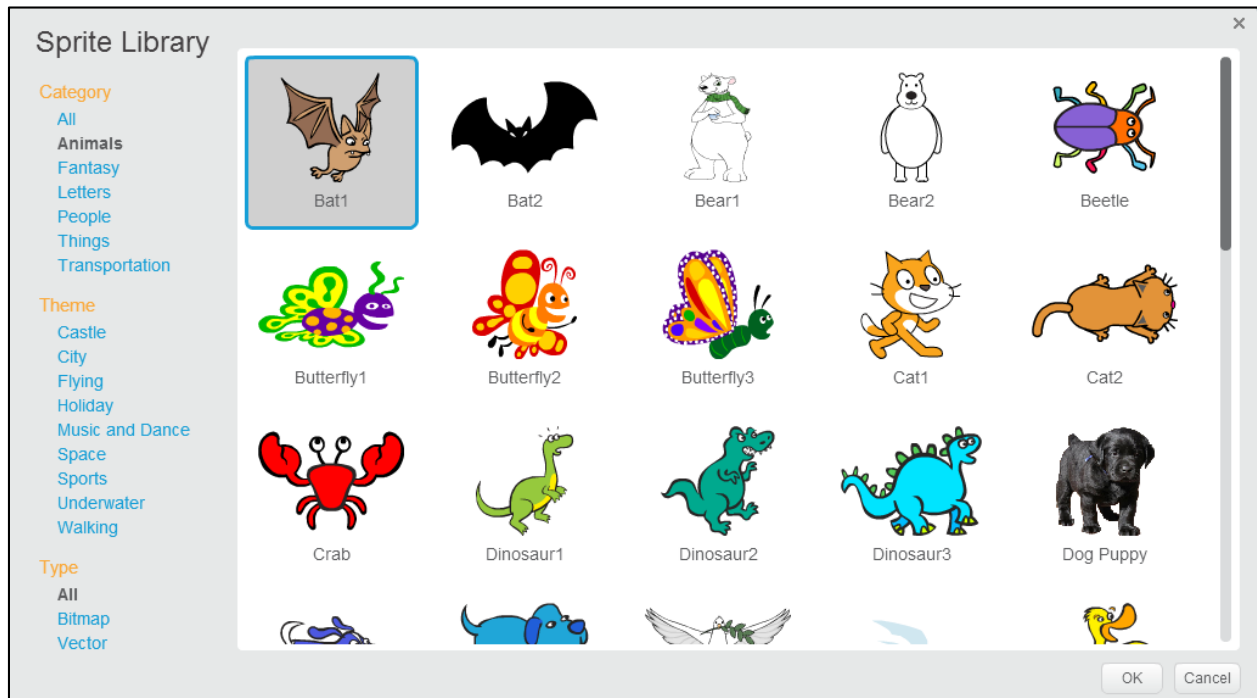 Sprite Library
×
Category
All
Animals
Fantasy
Letters
People
Things
Transportation
Theme
Castle
City
Flying
Holiday
Music and Dance
Space
Sports
Underwater
Walking
Type
All
Bitmap
Vector
Bat1 Bat2 Bear1 Bear2 Beetle
Butterfly1 Butterfly2 Butterfly3 Cat1 Cat2
Crab Dinosaur1 Dinosaur2 Dinosaur3 Dog Puppy
OK Cancel